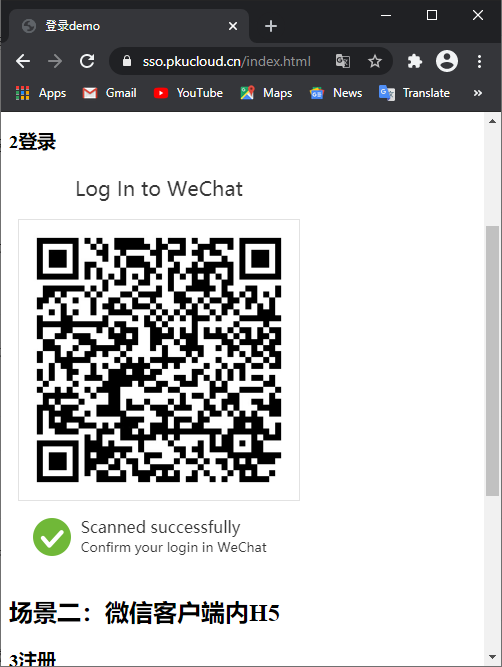 登录demo
sso.pkucloud.cn/index.html
Apps
Gmail
YouTube
Maps
News
Translate
2登录
Log In to WeChat
Scanned successfully
Confirm your login in WeChat
场景二：微信客户端内H5
3注册